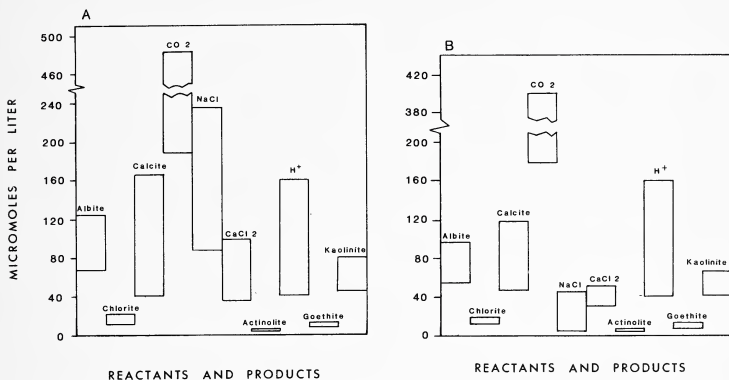 A
MICROMOLES PER LITER
500
460
240
200
160
120
80
40
0
CO 2
NaCl
Calcite
H+
Albite
CaCl 2
Kaolinite
Chlorite
Actinolite
Goethite
REACTANTS AND PRODUCTS
B
420
380
200
160
120
80
40
0
CO 2
H+
Calcite
Albite
Kaolinite
CaCl 2
NaCl
Chlorite
Actinolite
Goethite
REACTANTS AND PRODUCTS